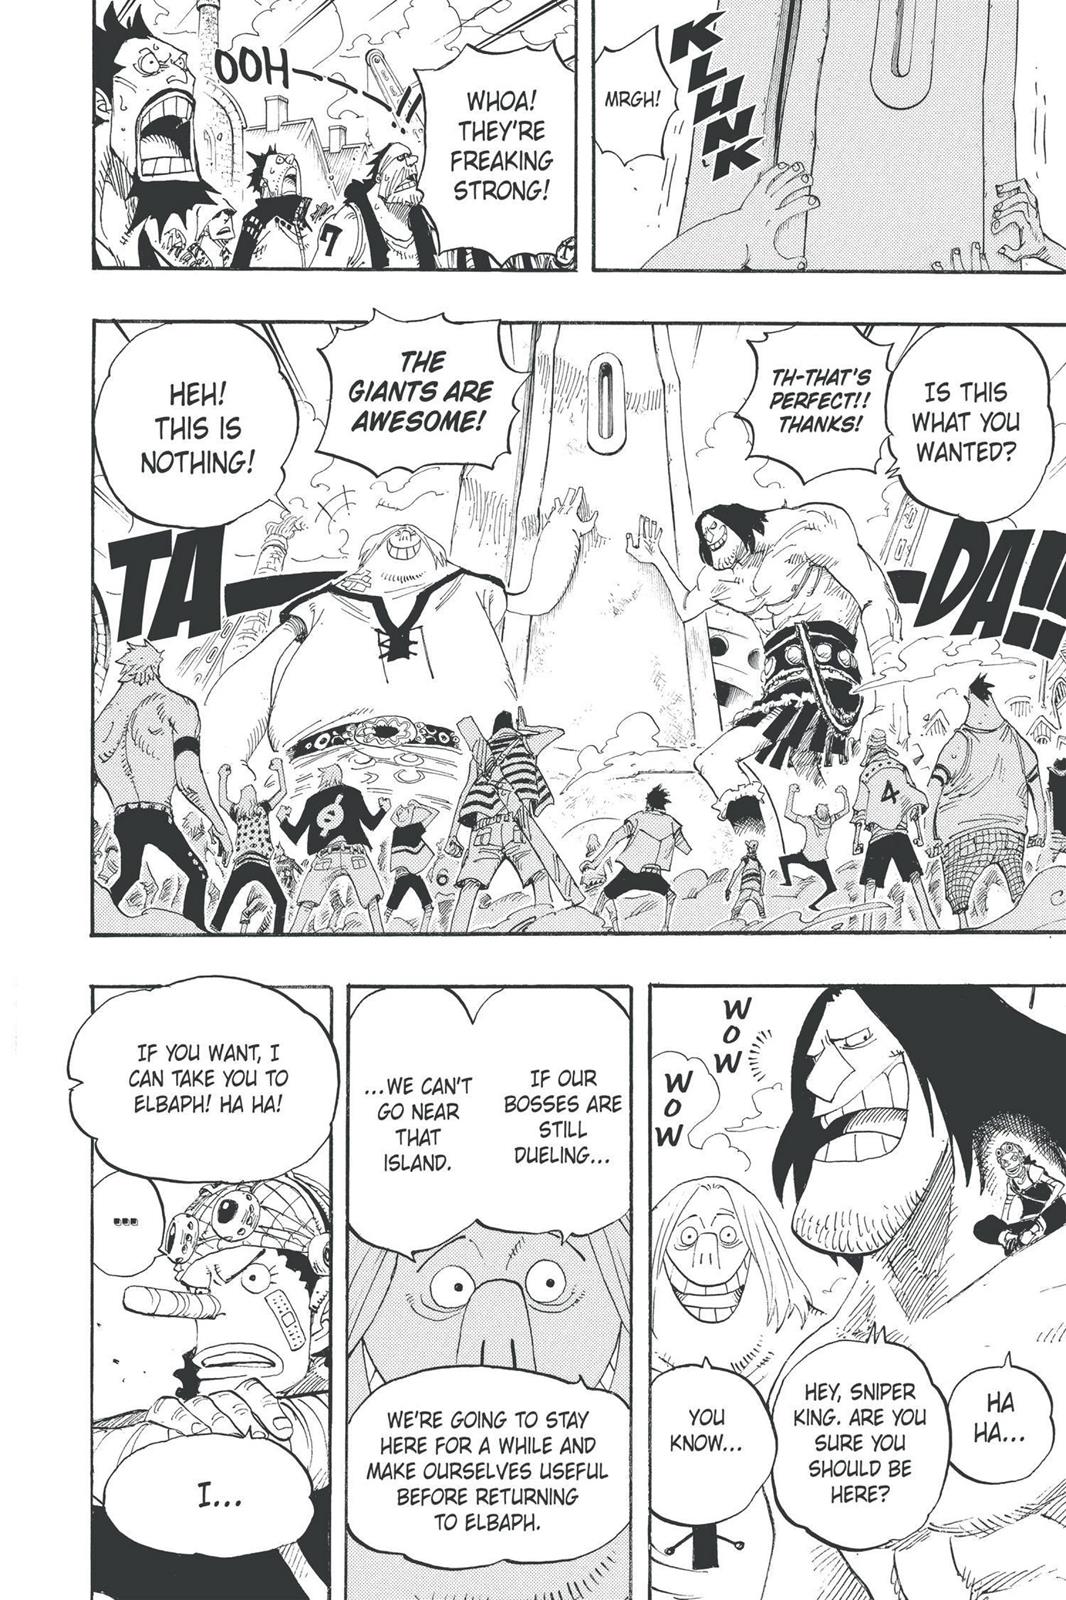 KLUNK
MRGH!
WHOA!
THEY'RE
FREAKING
STRONG!
OOH—!!
7
IS THIS
WHAT YOU
WANTED?
TH-THAT'S
PERFECT!!
THANKS!
THE
GIANTS ARE
AWESOME!
HEH!
THIS IS
NOTHING!
TA—
—DA!!
4
WOW
WOW
HA
HA...
HEY, SNIPER
KING. ARE YOU
SURE YOU
SHOULD BE
HERE?
YOU
KNOW...
IF OUR
BOSSES ARE
STILL
DUELING...
...WE CAN'T
GO NEAR
THAT
ISLAND.
WE'RE GOING TO STAY
HERE FOR A WHILE AND
MAKE OURSELVES USEFUL
BEFORE RETURNING
TO ELBAPH.
IF YOU WANT, I
CAN TAKE YOU TO
ELBAPH! HA HA!
...
I...